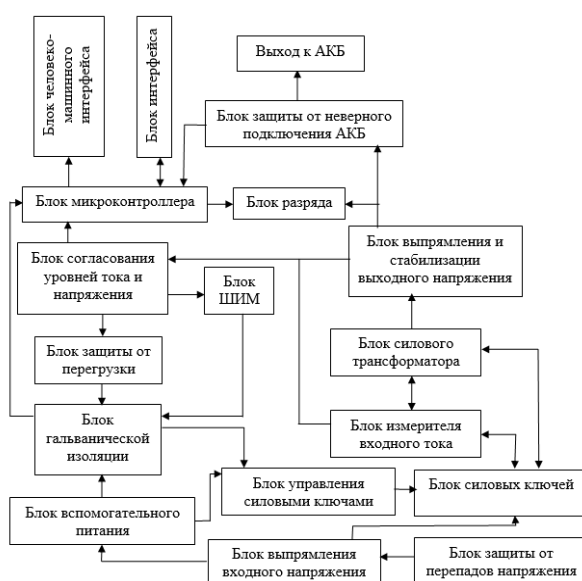 Блок человеко-
машинного
интерфейса
Блок интерфейса
Выход к АКБ
Блок защиты от неверного
подключения АКБ
Блок микроконтроллера
Блок разряда
Блок согласования
уровней тока и
напряжения
Блок
ШИМ
Блок выпрямления и
стабилизации
выходного напряжения
Блок защиты от
перегрузки
Блок силового
трансформатора
Блок
гальванической
изоляции
Блок измерителя
входного тока
Блок управления
силовыми ключами
Блок силовых ключей
Блок вспомогательного
питания
Блок выпрямления
входного напряжения
Блок защиты от
перепадов напряжения